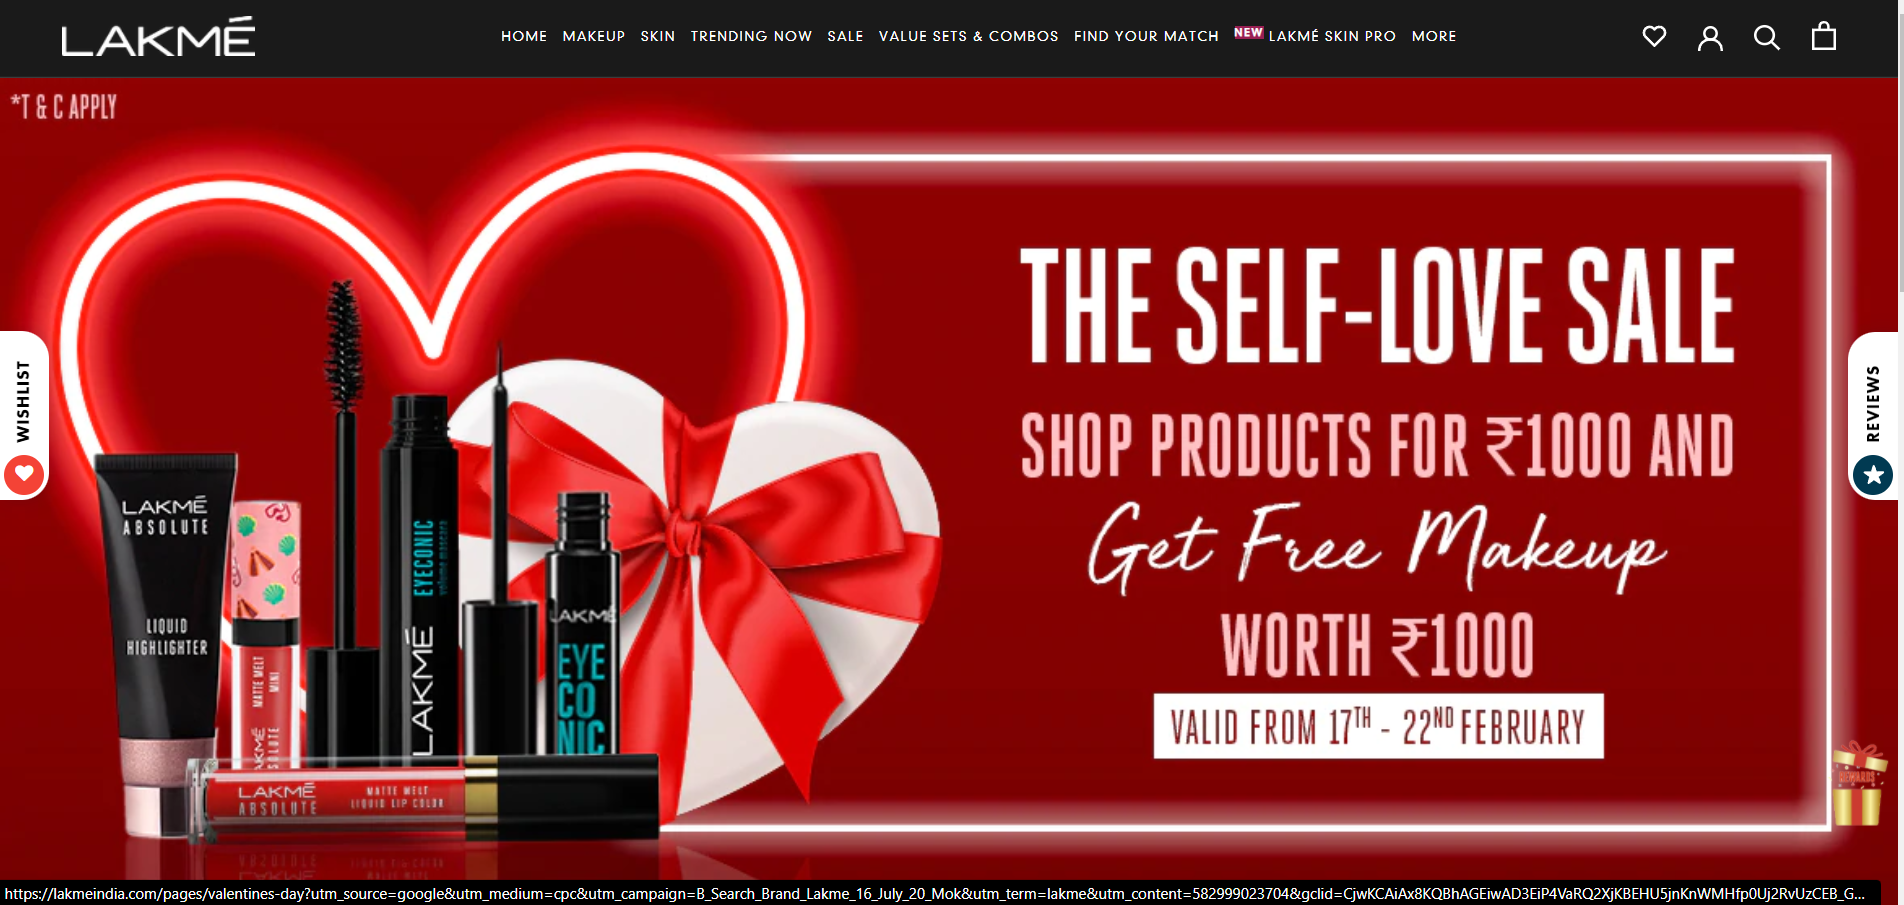 LAKMÉ
HOME MAKEUP SKIN TRENDING NOW SALE VALUE SETS & COMBOS FIND YOUR MATCH NEW LAKMÉ SKIN PRO MORE
*T & C APPLY
THE SELF-LOVE SALE
SHOP PRODUCTS FOR ₹1000 AND
Get Free Makeup
WORTH ₹1000
VALID FROM 17TH - 22ND FEBRUARY
WISHLIST
REVIEWS
REWARDS
LAKMÉ
ABSOLUTE
LIQUID
HIGHLIGHTER
MATTE MELT
MINI
LAKMÉ
EYECONIC
volume mascara
LAKMÉ
EYE
CO
NIC
LAKMÉ
ABSOLUTE
MATTE MELT
LIQUID LIP COLOR
https://lakmeindia.com/pages/valentines-day?utm_source=google&utm_medium=cpc&utm_campaign=B_Search_Brand_Lakme_16_July_20_Mok&utm_term=lakme&utm_content=582999023704&gclid=CjwKCAiAx8KQBhAGEiwAD3EiP4VaRQ2XjKBEHU5jnKnWMHfp0Uj2RvUzCEB_G...